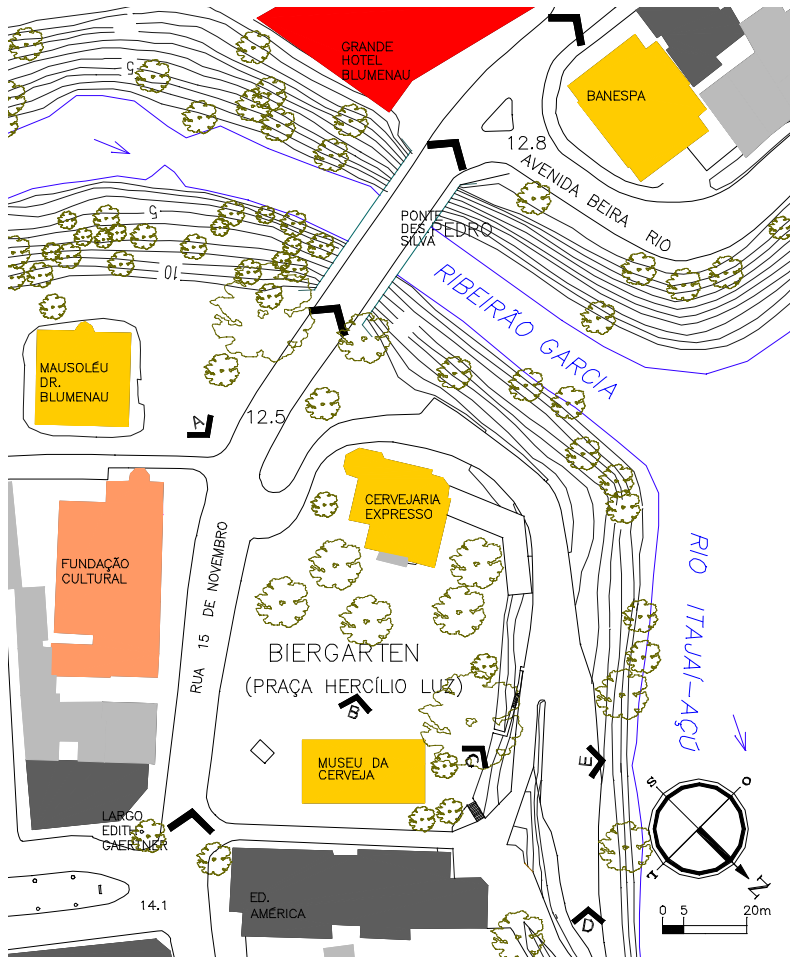 GRANDE
HOTEL
BLUMENAU
BANESPA
5
12.8
AVENIDA BEIRA RIO
5
PONTE
DES. PEDRO
SILVA
10
RIBEIRÃO GARCIA
MAUSOLÉU
DR.
BLUMENAU
A
12.5
CERVEJARIA
EXPRESSO
FUNDAÇÃO
CULTURAL
RUA 15 DE NOVEMBRO
RIO ITAJAÍ-AÇÚ
BIERGARTEN
(PRAÇA HERCÍLIO LUZ)
B
MUSEU DA
CERVEJA
C
E
S
O
L
N
LARGO
EDITH
GAERTNER
14.1
ED.
AMÉRICA
D
0 5 20m